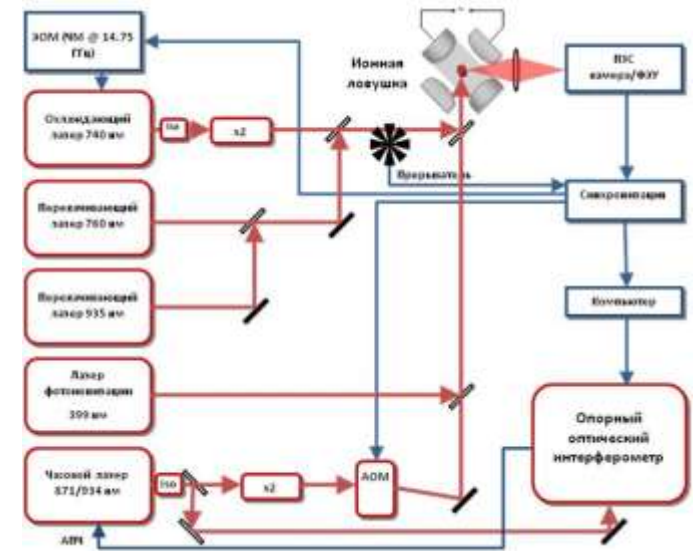 ЭОМ (ЧМ @ 14.75
ГГц)
Ионная
ловушка
ПЗС
камера/ФЭУ
Охлаждающий
лазер 740 нм
Iso
x2
Прерыватель
Синхронизация
Перекачивающий
лазер 760 нм
Перекачивающий
лазер 935 нм
Компьютер
Лазер
фотоионизации
399 нм
Опорный
оптический
интерферометр
Часовой лазер
871/934 нм
Iso
x2
АОМ
АПЧ